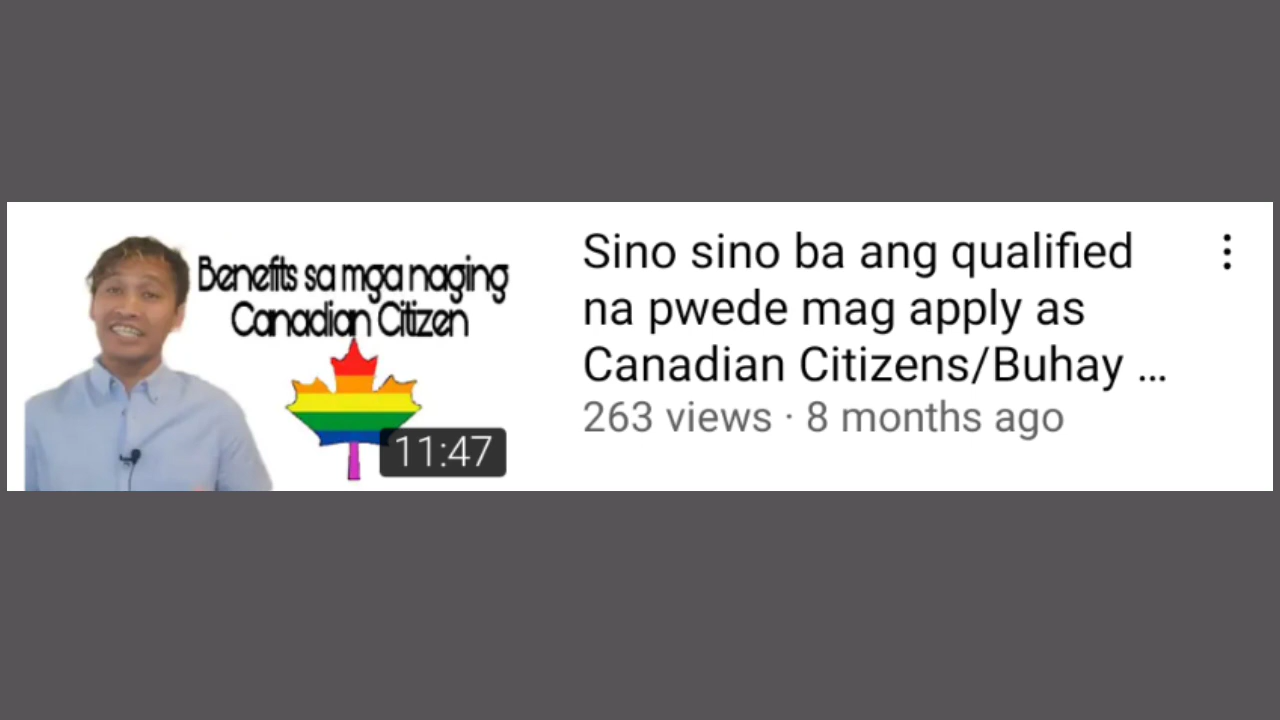 Benefits sa mga naging
Canadian Citizen
11:47
Sino sino ba ang qualified
na pwede mag apply as
Canadian Citizens/Buhay ...
263 views · 8 months ago